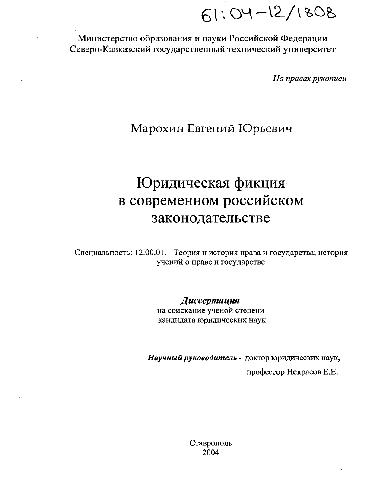 61:04-12/1808
Министерство образования и науки Российской Федерации
Северо-Кавказский государственный технический университет
На правах рукописи
Марохин Евгений Юрьевич
Юридическая фикция
в современном российском
законодательстве
Специальность: 12.00.01. - Теория и история права и государства; история
учений о праве и государстве
Диссертация
на соискание ученой степени
кандидата юридических наук
Научный руководитель - доктор юридических наук,
профессор Некрасов Е.Е.
Ставрополь
2004